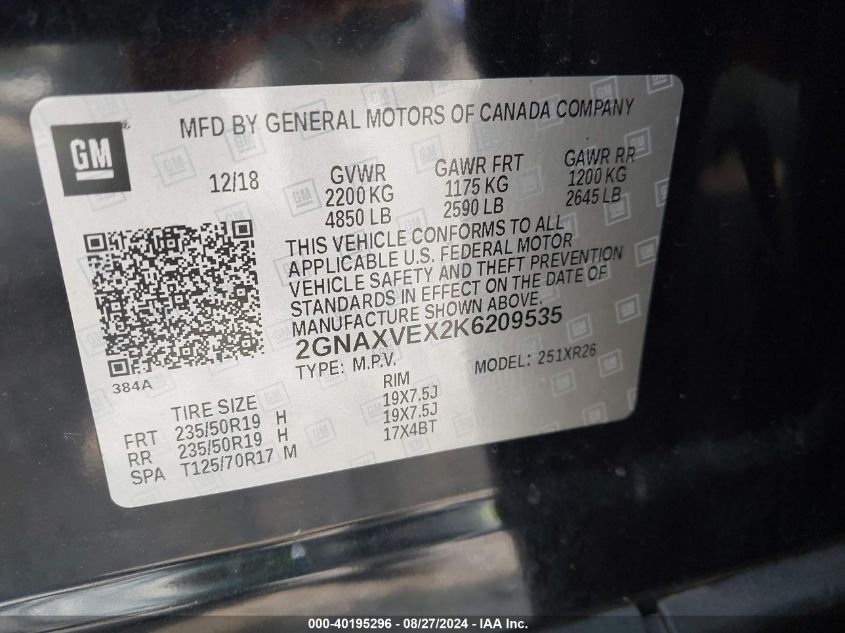 GM
MFD BY GENERAL MOTORS OF CANADA COMPANY
12/18
GVWR
2200 KG
4850 LB
GAWR FRT
1175 KG
2590 LB
GAWR RR
1200 KG
2645 LB
THIS VEHICLE CONFORMS TO ALL
APPLICABLE U.S. FEDERAL MOTOR
VEHICLE SAFETY AND THEFT PREVENTION
STANDARDS IN EFFECT ON THE DATE OF
MANUFACTURE SHOWN ABOVE.
2GNAXVEX2K6209535
TYPE: M.P.V. MODEL: 251XR26
384A
TIRE SIZE RIM
FRT 235/50R19 H 19X7.5J
RR 235/50R19 H 19X7.5J
SPA T125/70R17 M 17X4BT
000-40195296 - 08/27/2024 - IAA Inc.